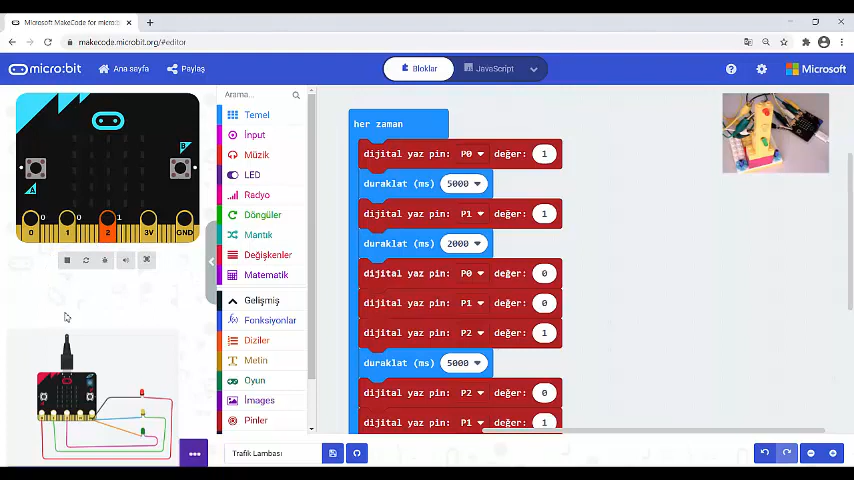 Microsoft MakeCode for micro:b
makecode.microbit.org/#editor
micro:bit
Ana sayfa
Paylaş
Bloklar
JavaScript
Microsoft
B
A
0
1
0
1
2
3V
GND
Arama...
Temel
İnput
Müzik
LED
Radyo
Döngüler
Mantık
Değişkenler
Matematik
Gelişmiş
Fonksiyonlar
Diziler
Metin
Oyun
İmages
Pinler
her zaman
dijital yaz pin: P0 değer: 1
duraklat (ms) 5000
dijital yaz pin: P1 değer: 1
duraklat (ms) 2000
dijital yaz pin: P0 değer: 0
dijital yaz pin: P1 değer: 0
dijital yaz pin: P2 değer: 1
duraklat (ms) 5000
dijital yaz pin: P2 değer: 0
dijital yaz pin: P1 değer: 1
Trafik Lambası